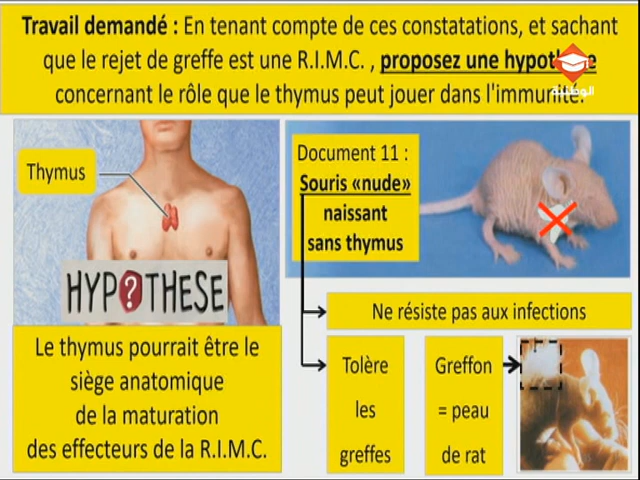 Travail demandé : En tenant compte de ces constatations, et sachant
que le rejet de greffe est une R.I.M.C. , proposez une hypothèse
concernant le rôle que le thymus peut jouer dans l'immunité.
الوطنية
Thymus
HYP?THESE
Le thymus pourrait être le
siège anatomique
de la maturation
des effecteurs de la R.I.M.C.
Document 11 :
Souris «nude»
naissant
sans thymus
Ne résiste pas aux infections
Tolère
les
greffes
Greffon
= peau
de rat